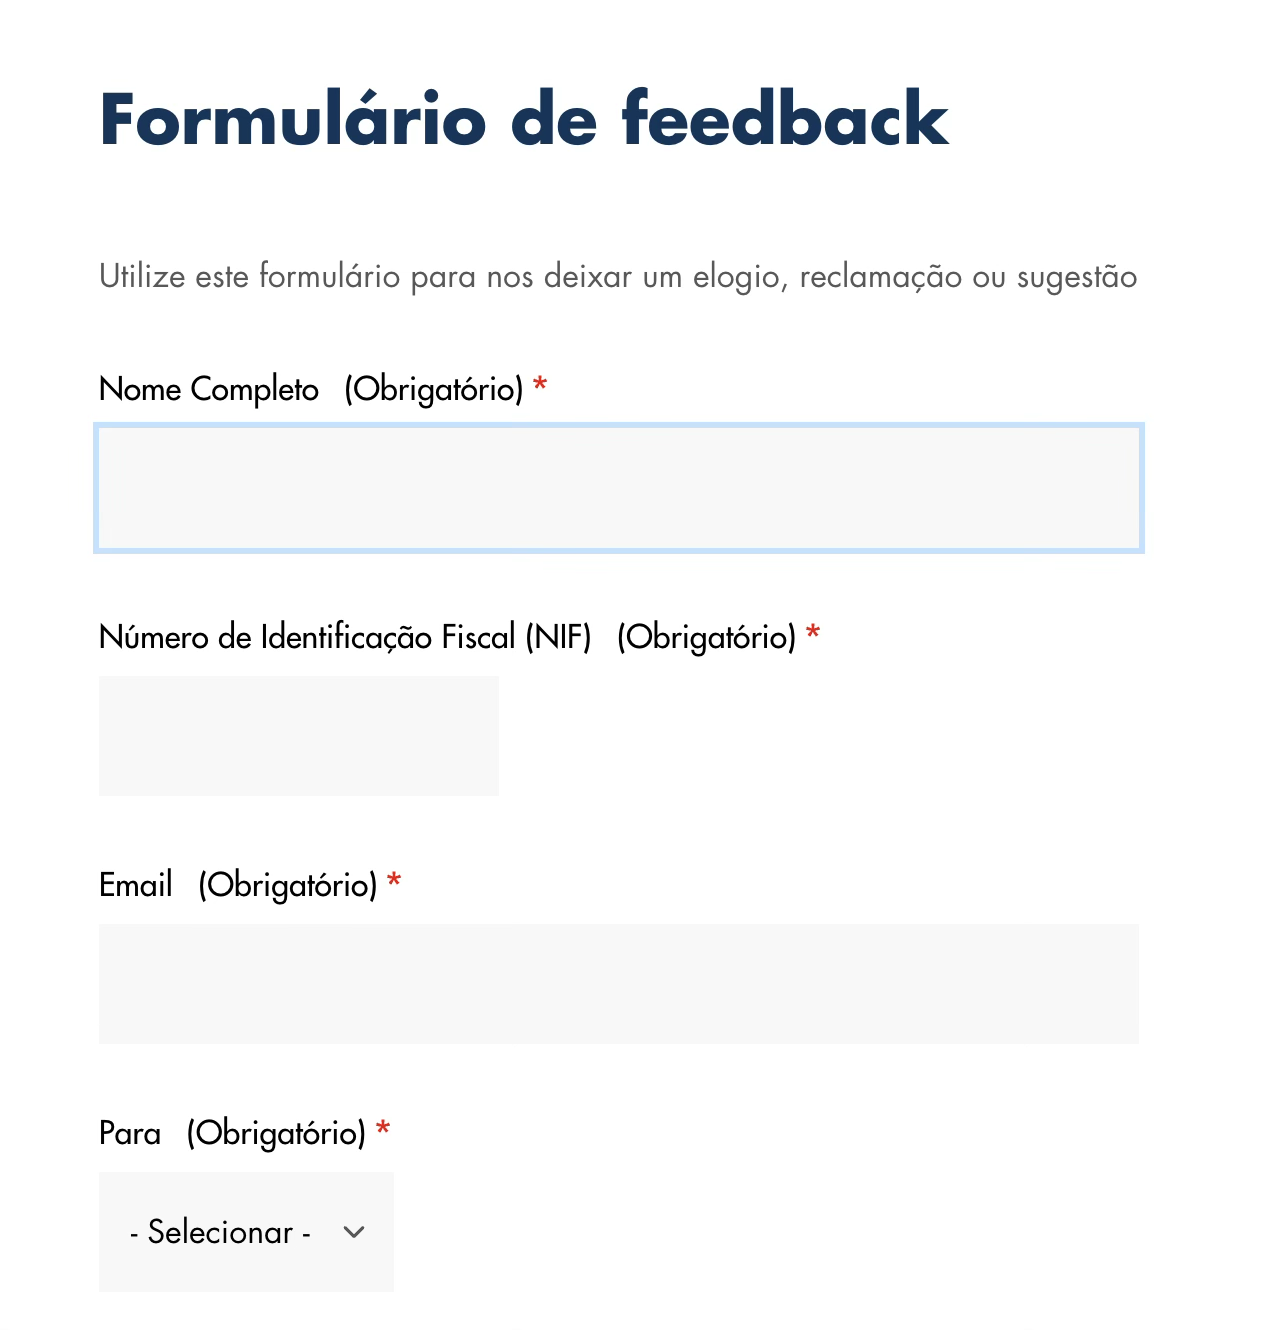 Formulário de feedback
Utilize este formulário para nos deixar um elogio, reclamação ou sugestão
Nome Completo (Obrigatório) *
Número de Identificação Fiscal (NIF) (Obrigatório) *
Email (Obrigatório) *
Para (Obrigatório) *
- Selecionar -